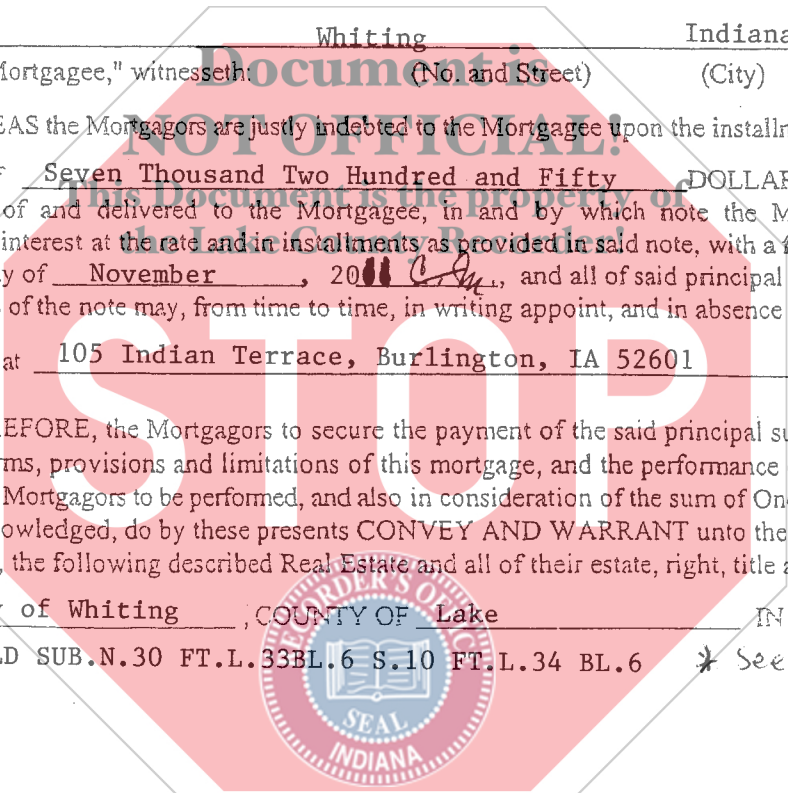 Whiting Indiana
Mortgagee," witnesseth: (No. and Street) (City)
Document is
EAS the Mortgagors are justly indebted to the Mortgagee upon the installm
NOT OFFICIAL!
Seven Thousand Two Hundred and Fifty DOLLAR
This Document is the property of
of and delivered to the Mortgagee, in and by which note the M
the Lake County Recorder!
interest at the rate and in installments as provided in said note, with a f
y of November, 20 and all of said principal
of the note may, from time to time, in writing appoint, and in absence
at 105 Indian Terrace, Burlington, IA 52601
STOP
EFORE, the Mortgagors to secure the payment of the said principal su
rms, provisions and limitations of this mortgage, and the performance
Mortgagors to be performed, and also in consideration of the sum of On
owledged, do by these presents CONVEY AND WARRANT unto the
, the following described Real Estate and all of their estate, right, title a
y of Whiting, COUNTY OF Lake IN
LD SUB.N.30 FT.L.33BL.6 S.10 FT.L.34 BL.6 * See
RECORDER'S OFFICE
SEAL
INDIANA